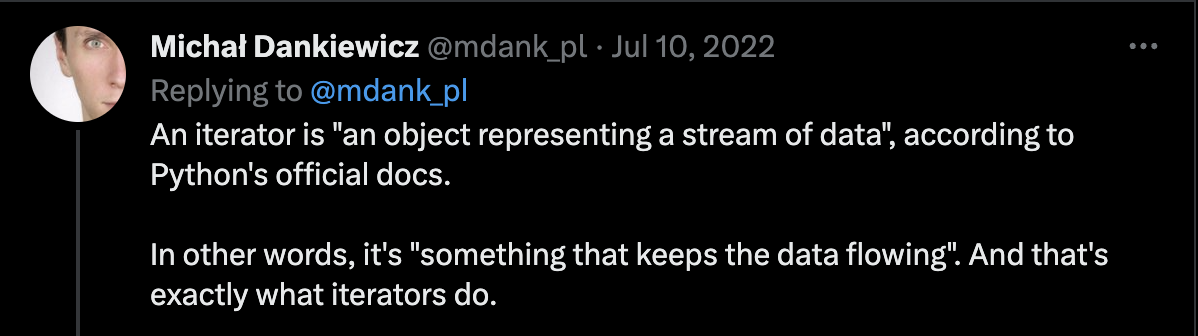 Michał Dankiewicz @mdank_pl · Jul 10, 2022
Replying to @mdank_pl
An iterator is "an object representing a stream of data", according to
Python's official docs.
In other words, it's "something that keeps the data flowing". And that's
exactly what iterators do.